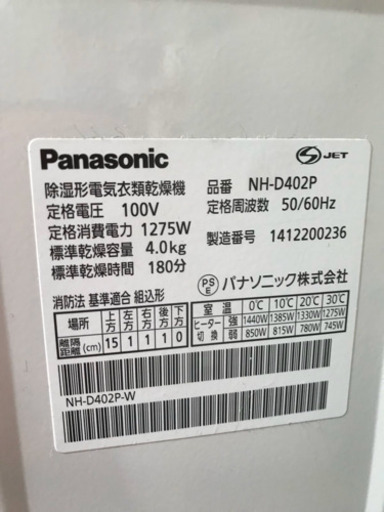 Panasonic
S JET
除湿形電気衣類乾燥機 品番 NH-D402P
定格電圧 100V 定格周波数 50/60Hz
定格消費電力 1275W
標準乾燥容量 4.0kg 製造番号 1412200236
標準乾燥時間 180分
PS E パナソニック株式会社
消防法 基準適合 組込形
場所 上方 左方 右方 後方 下方
離隔距離(cm) 15 1 1 1 0
室温 0℃ 10℃ 20℃ 30℃
ヒーター切換 強 1440W 1385W 1330W 1275W
弱 850W 815W 780W 745W
NH-D402P-W